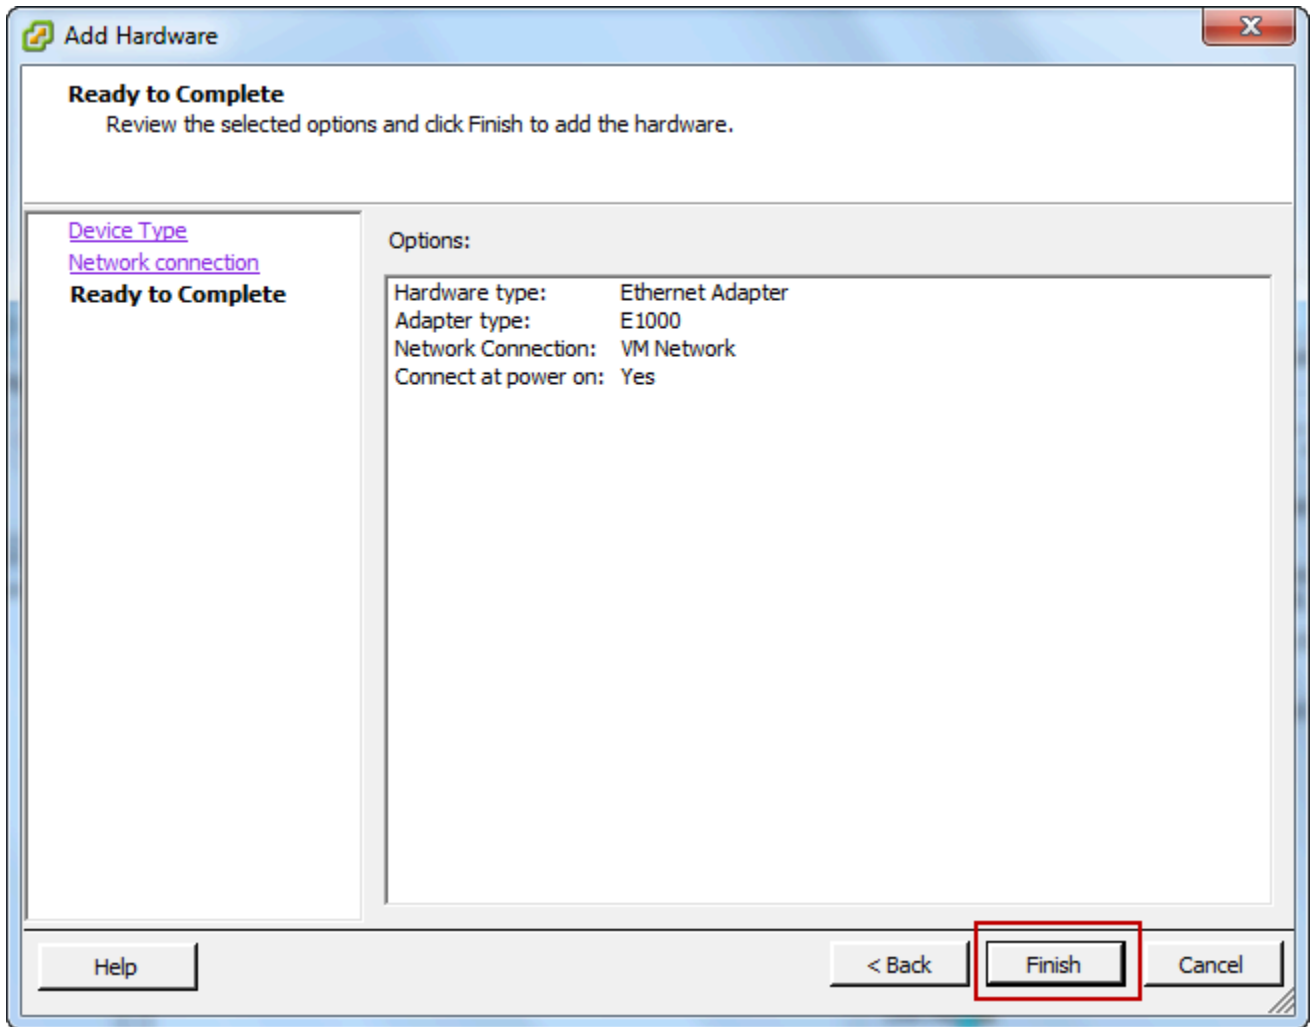 Add Hardware
Ready to Complete
Review the selected options and click Finish to add the hardware.
Device Type
Network connection
Ready to Complete
Options:
Hardware type: Ethernet Adapter
Adapter type: E1000
Network Connection: VM Network
Connect at power on: Yes
Help
< Back
Finish
Cancel